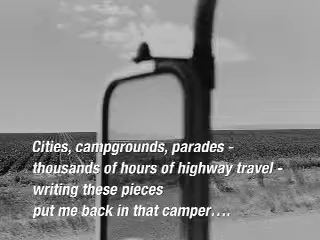 Cities, campgrounds, parades -
thousands of hours of highway travel -
writing these pieces
put me back in that camper….